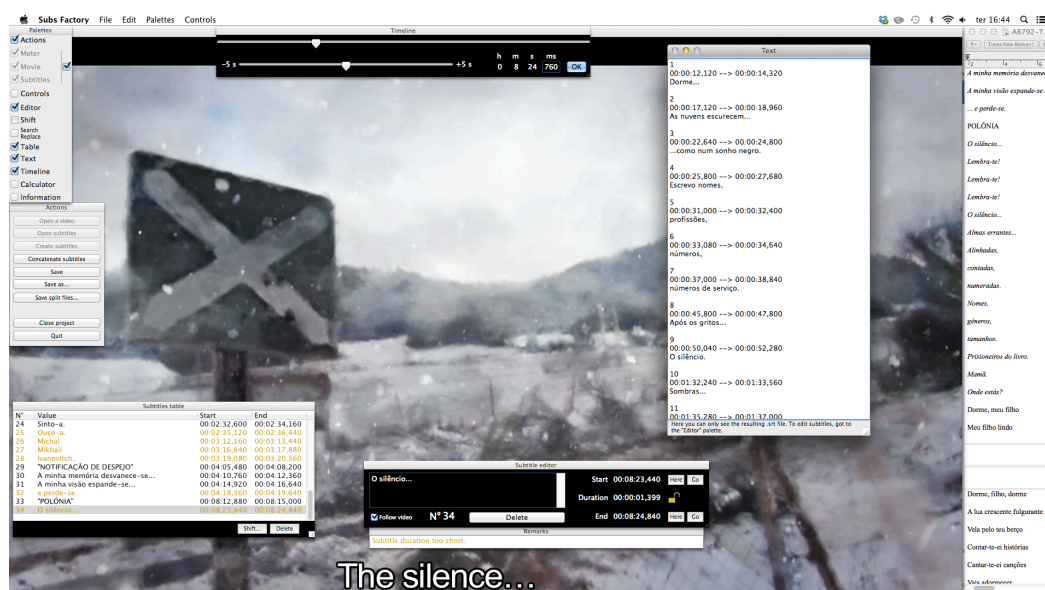 Subs Factory File Edit Palettes Controls
ter 16:44
Palettes
Actions
Meter
Movie
Subtitles
Controls
Editor
Shift
Search
Replace
Table
Text
Timeline
Calculator
Information
Actions
Open a video
Open subtitles
Create subtitles
Concatenate subtitles
Save
Save as...
Save split files...
Close project
Quit
Timeline
h m s ms
-5 s +5 s 0 8 24 760 OK
Text
1
00:00:12,120 --> 00:00:14,320
Dorme...
2
00:00:17,120 --> 00:00:18,960
As nuvens escurecem...
3
00:00:22,640 --> 00:00:24,800
...como num sonho negro.
4
00:00:25,800 --> 00:00:27,680
Escrevo nomes,
5
00:00:31,000 --> 00:00:32,400
profissões,
6
00:00:33,080 --> 00:00:34,640
números,
7
00:00:37,000 --> 00:00:38,840
números de serviço.
8
00:00:45,800 --> 00:00:47,800
Após os gritos...
9
00:00:50,040 --> 00:00:52,280
O silêncio.
10
00:01:32,240 --> 00:01:33,560
Sombras...
11
00:01:35,280 --> 00:01:37,000
Here you can only see the resulting .srt file. To edit subtitles, got to
the "Editor" palette.
A8792-T.
Times New Roman
A minha memória desvanec
A minha visão expande-se.
... e perde-se.
POLÓNIA
O silêncio...
Lembra-te!
Lembra-te!
Lembra-te!
O silêncio...
Almas errantes...
Alinhadas,
contadas,
numeradas.
Nomes,
géneros,
tamanhos.
Prisioneiros do livro.
Mamã.
Onde estás?
Dorme, meu filho
Meu filho lindo
Dorme, filho, dorme
A lua crescente fulgurante
Vela pelo teu berço
Contar-te-ei histórias
Cantar-te-ei canções
Vais adormecer
Subtitles table
N° Value Start End
24 Sinto-a. 00:02:32,600 00:02:34,160
25 Ouço-a. 00:02:35,120 00:02:36,440
26 Michal 00:03:12,160 00:03:13,440
27 Mikhail 00:03:16,640 00:03:17,880
28 Ivanovitch. 00:03:19,080 00:03:20,360
29 "NOTIFICAÇÃO DE DESPEJO" 00:04:05,480 00:04:08,200
30 A minha memória desvanece-se... 00:04:10,760 00:04:12,360
31 A minha visão espande-se... 00:04:14,920 00:04:16,640
32 e perde-se. 00:04:18,360 00:04:19,640
33 "POLÓNIA" 00:08:12,880 00:08:15,000
34 O silêncio... 00:08:23,440 00:08:24,840
Shift... Delete
Subtitle editor
O silêncio...
Start 00:08:23,440 Here Go
Duration 00:00:01,399
End 00:08:24,840 Here Go
Follow video N° 34 Delete
Remarks
Subtitle duration too short.
The silence...